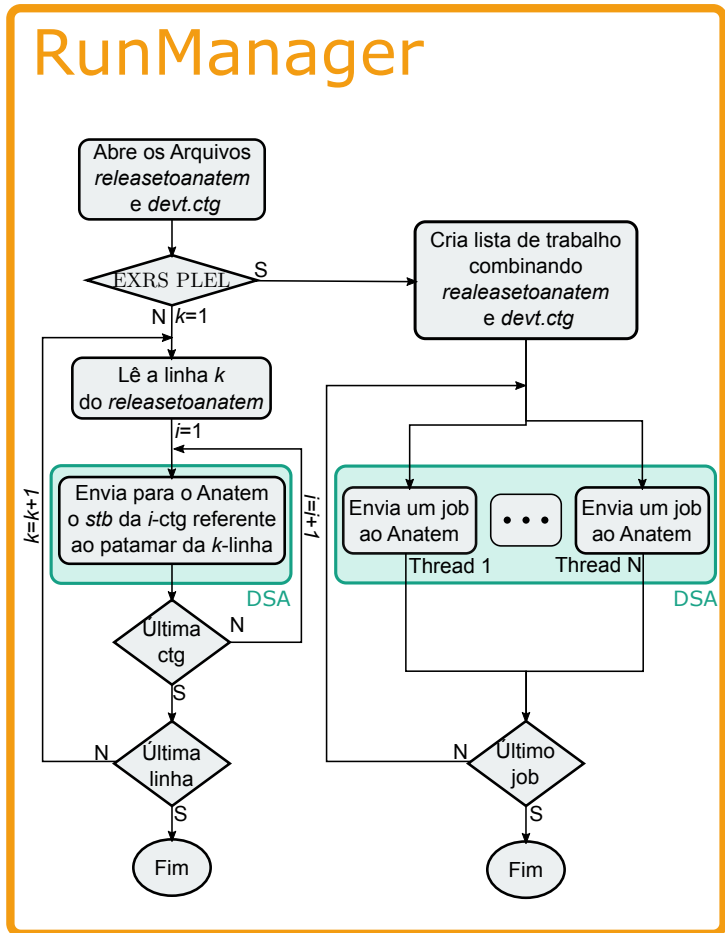 RunManager
Abre os Arquivos
releasetoanatem
e devt.ctg
EXRS PLEL
S
N
k=1
Lê a linha k
do releasetoanatem
i=1
k=k+1
Envia para o Anatem
o stb da i-ctg referente
ao patamar da k-linha
DSA
i=i+1
Última
ctg
N
S
Última
linha
N
S
Fim
Cria lista de trabalho
combinando
realeasetoanatem
e devt.ctg
Envia um job
ao Anatem
Thread 1
• • •
Envia um job
ao Anatem
Thread N
DSA
Último
job
N
S
Fim